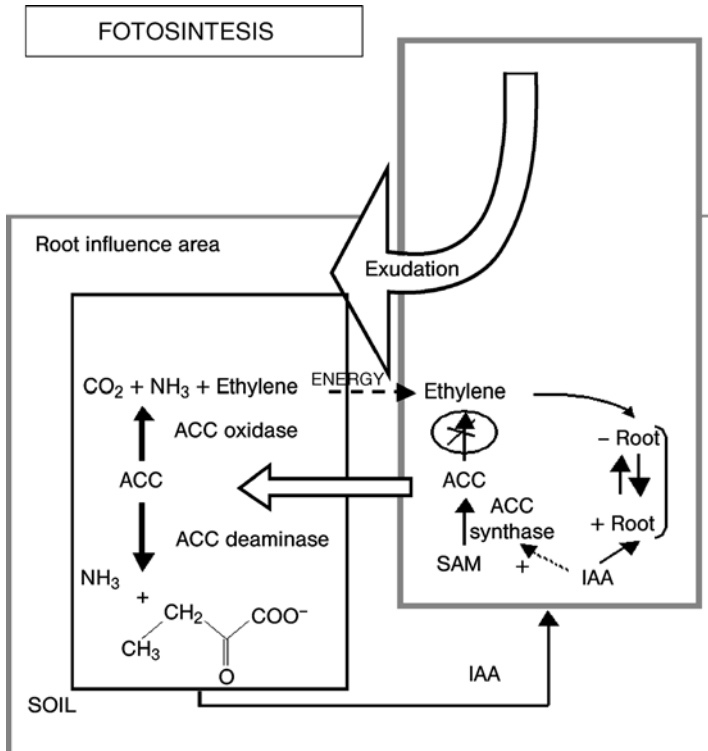 FOTOSINTESIS
Root influence area
Exudation
CO₂ + NH₃ + Ethylene
ENERGY
Ethylene
ACC oxidase
– Root
ACC
ACC
ACC
synthase
+ Root
ACC deaminase
SAM
+
IAA
NH₃
+
CH₂
COO⁻
CH₃
O
IAA
SOIL